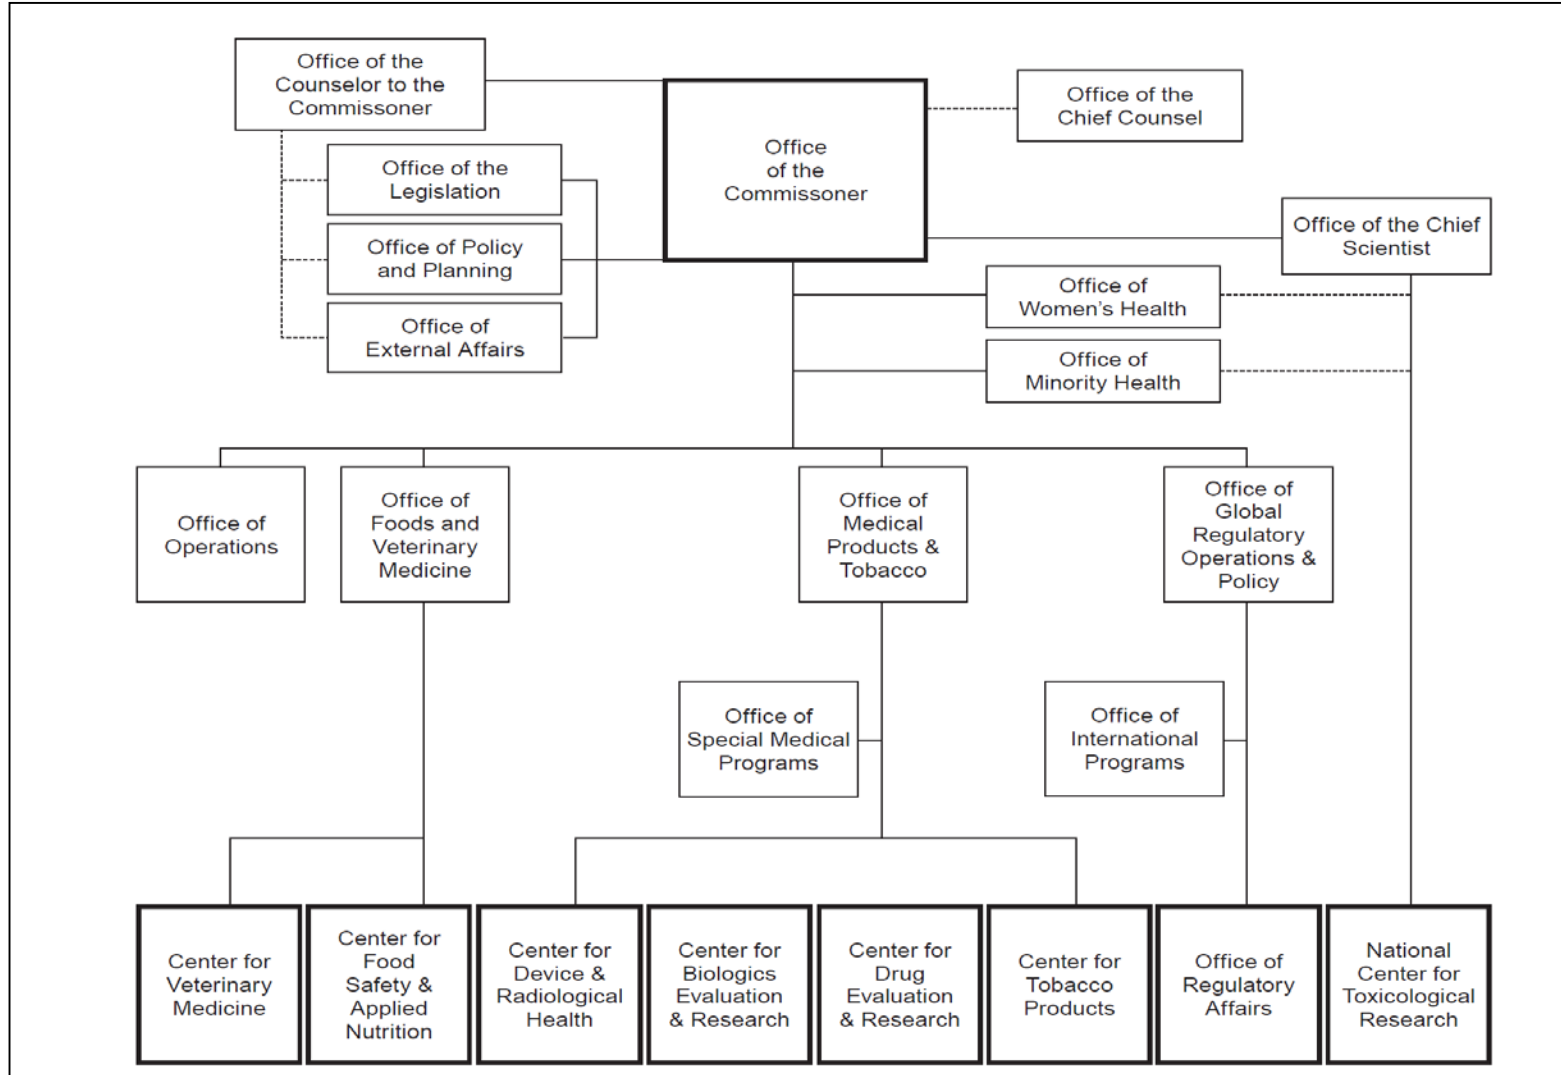 Office of the
Counselor to the
Commissoner
Office
of the
Commissoner
Office of the
Chief Counsel
Office of the
Legislation
Office of Policy
and Planning
Office of
External Affairs
Office of the Chief
Scientist
Office of
Women's Health
Office of
Minority Health
Office of
Operations
Office of
Foods and
Veterinary
Medicine
Office of
Medical
Products &
Tobacco
Office of
Global
Regulatory
Operations &
Policy
Office of
Special Medical
Programs
Office of
International
Programs
Center for
Veterinary
Medicine
Center for
Food
Safety &
Applied
Nutrition
Center for
Device &
Radiological
Health
Center for
Biologics
Evaluation
& Research
Center for
Drug
Evaluation
& Research
Center for
Tobacco
Products
Office of
Regulatory
Affairs
National
Center for
Toxicological
Research